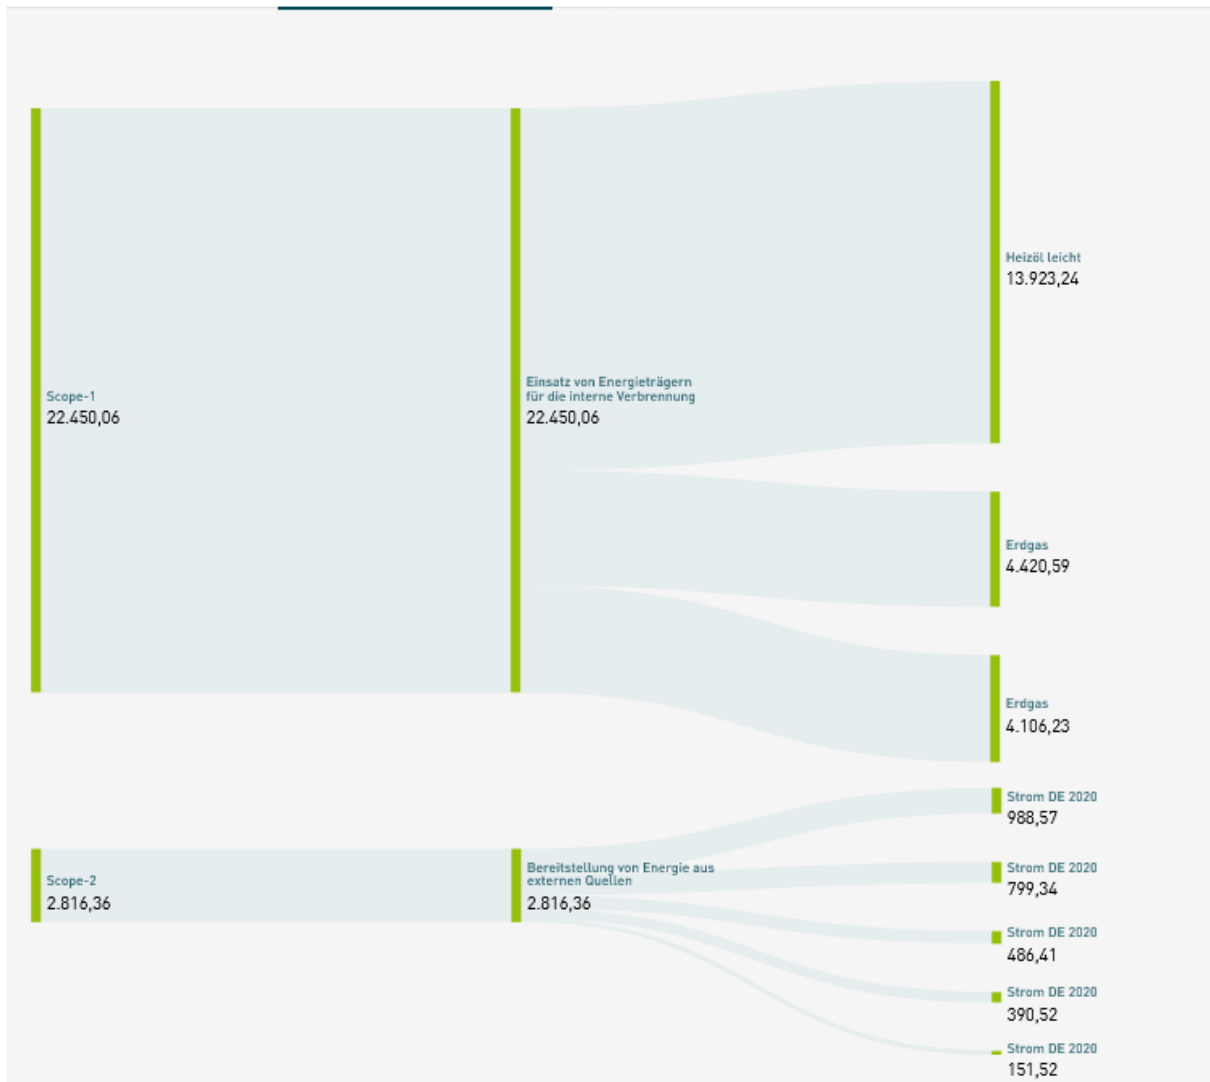 Heizöl leicht
13.923,24
Scope-1
22.450,06
Einsatz von Energieträgern
für die interne Verbrennung
22.450,06
Erdgas
4.420,59
Erdgas
4.106,23
Strom DE 2020
988,57
Scope-2
2.816,36
Bereitstellung von Energie aus
externen Quellen
2.816,36
Strom DE 2020
799,34
Strom DE 2020
486,41
Strom DE 2020
390,52
Strom DE 2020
151,52